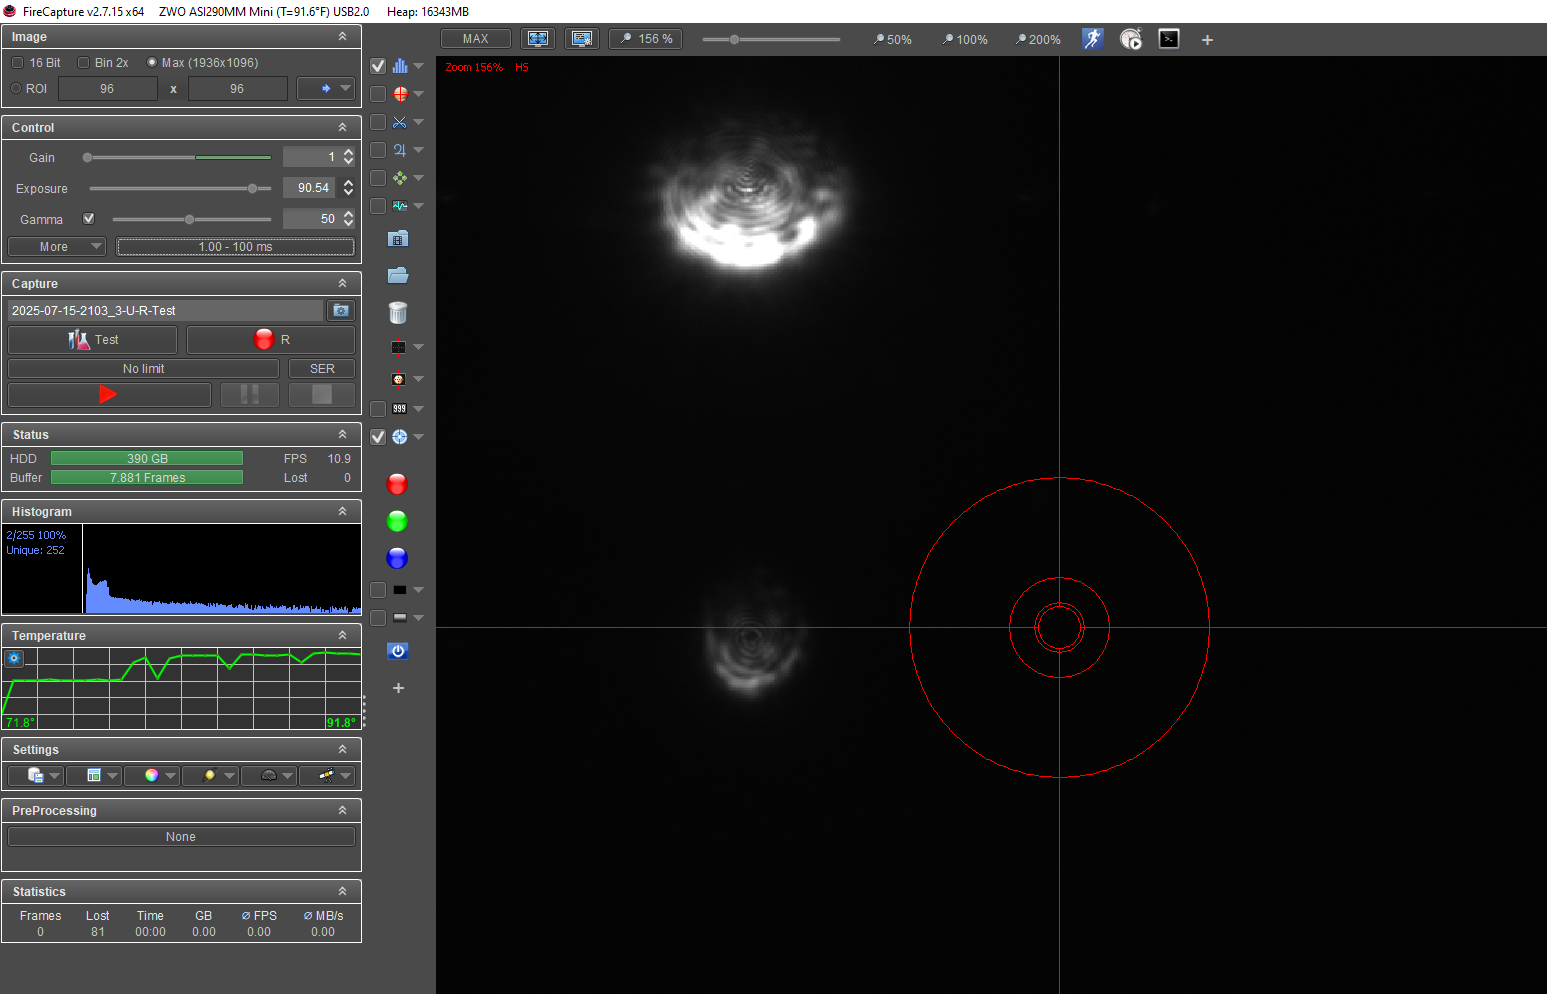 FireCapture v2.7.15 x64 ZWO ASI290MM Mini (T=91.6°F) USB2.0 Heap: 16343MB
Image
16 Bit Bin 2x Max (1936x1096)
ROI 96 x 96
Control
Gain 1
Exposure 90.54
Gamma 50
More 1.00 - 100 ms
Capture
2025-07-15-2103_3-U-R-Test
Test R
No limit SER
Status
HDD 390 GB FPS 10.9
Buffer 7.881 Frames Lost 0
Histogram
2/255 100%
Unique: 252
Temperature
71.8° 91.8°
Settings
PreProcessing
None
Statistics
Frames Lost Time GB Ø FPS Ø MB/s
0 81 00:00 0.00 0.00 0.00
999
MAX 156 % 50% 100% 200%
Zoom 156% HS